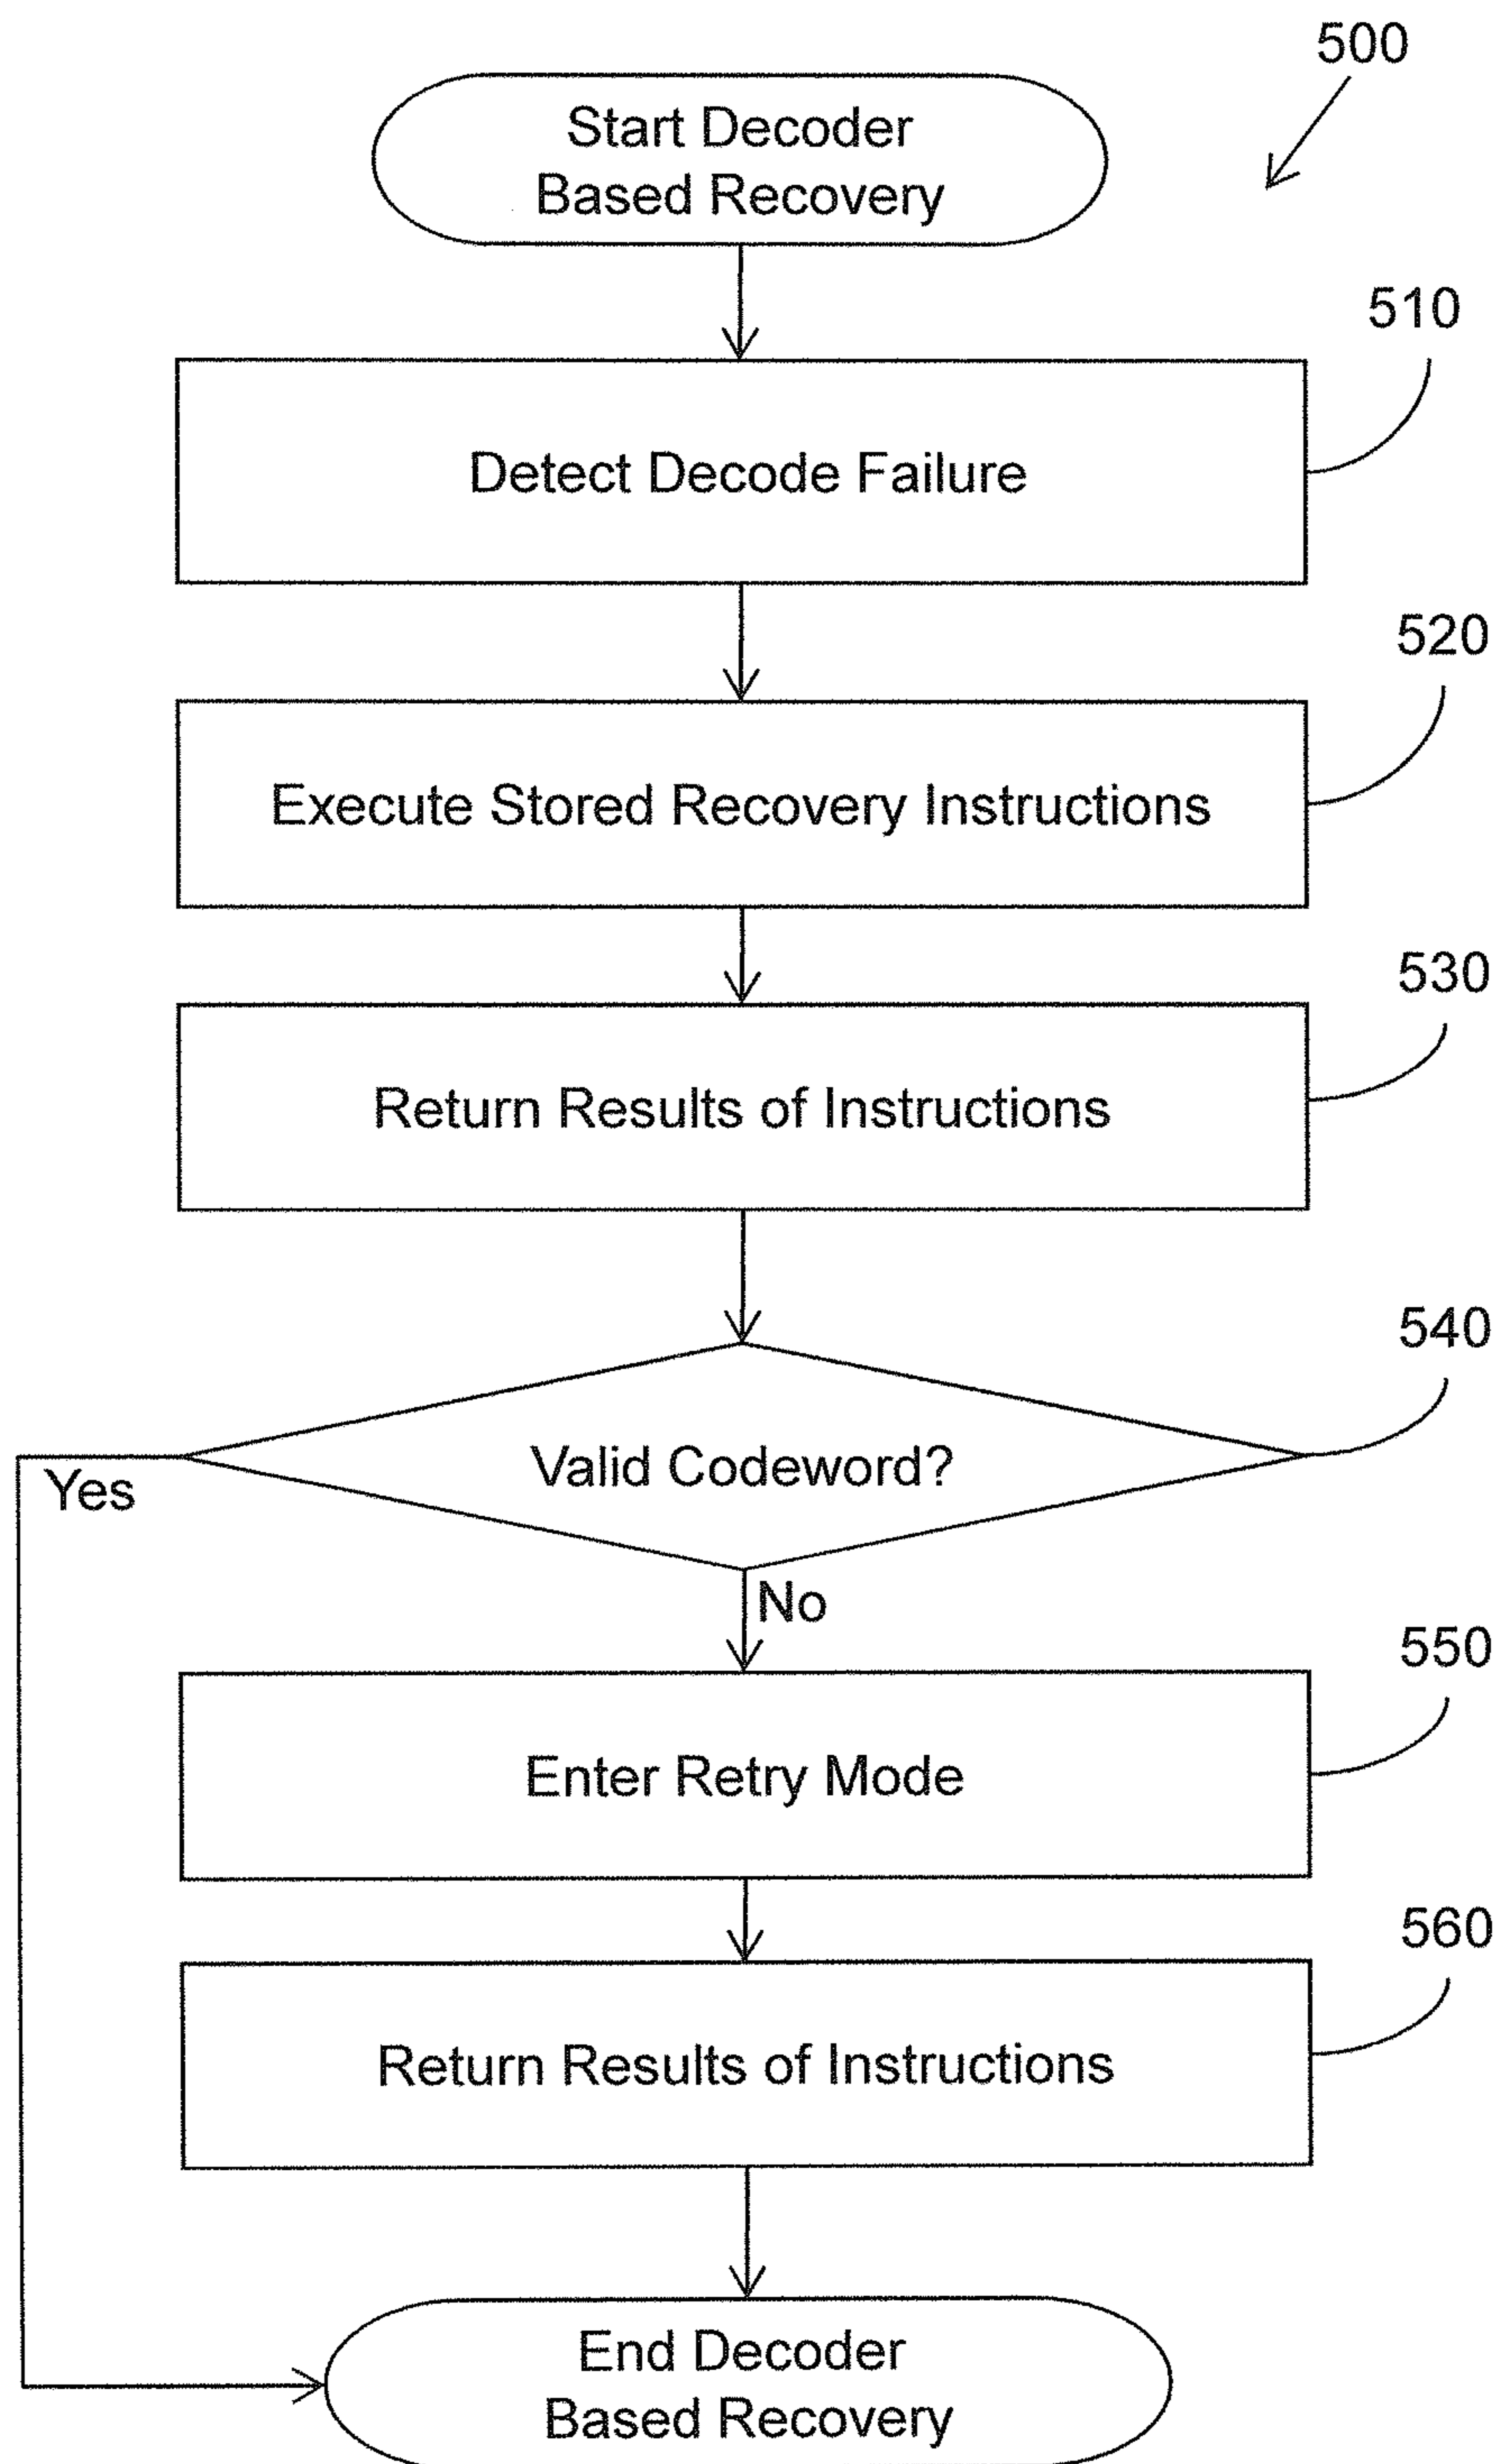 500
Start Decoder
Based Recovery
510
Detect Decode Failure
520
Execute Stored Recovery Instructions
530
Return Results of Instructions
540
Valid Codeword?
Yes
No
550
Enter Retry Mode
560
Return Results of Instructions
End Decoder
Based Recovery